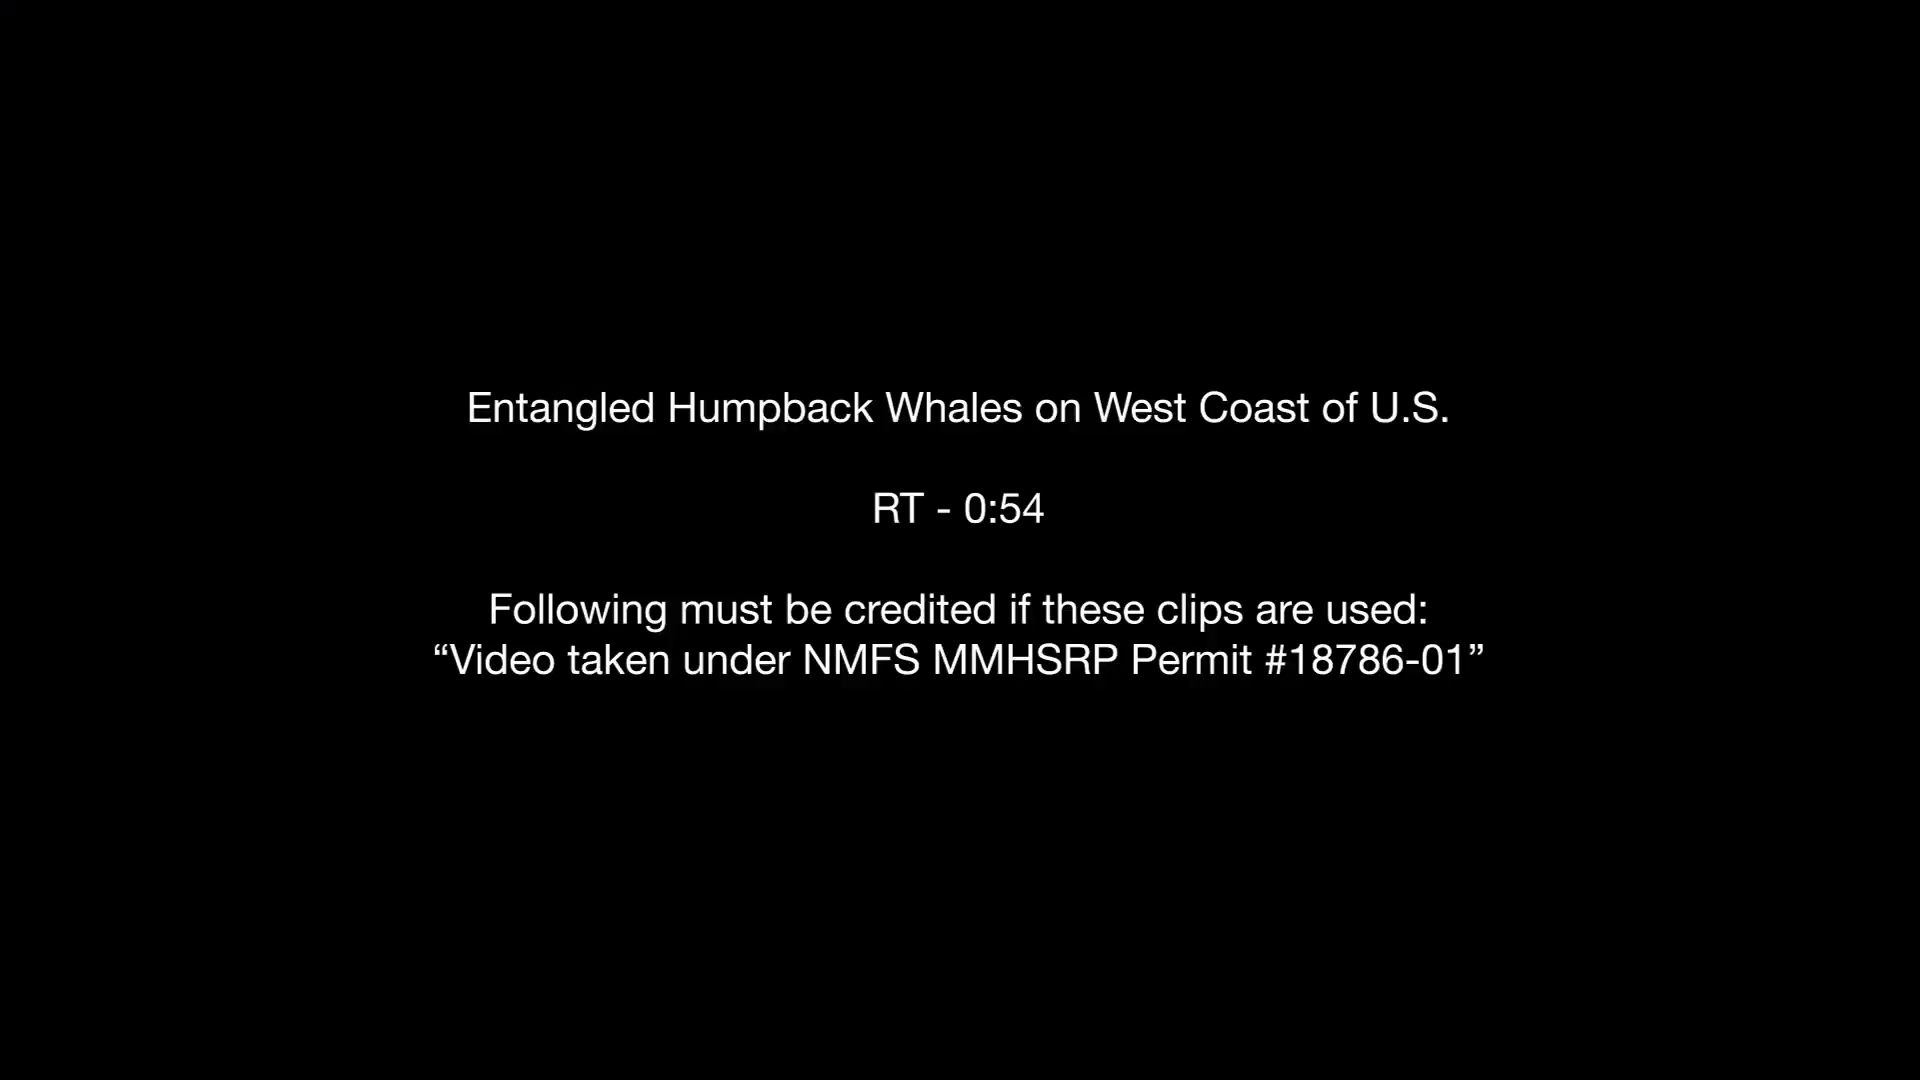 Entangled Humpback Whales on West Coast of U.S.
RT - 0:54
Following must be credited if these clips are used:
“Video taken under NMFS MMHSRP Permit #18786-01”